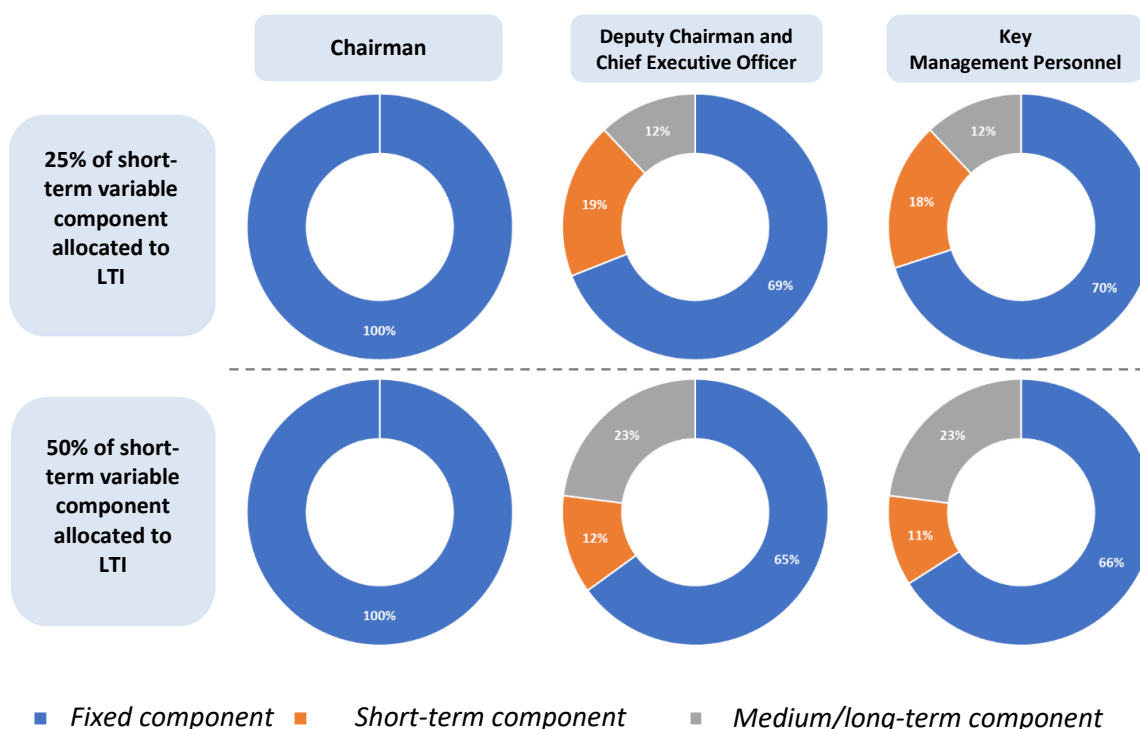 Chairman
Deputy Chairman and
Chief Executive Officer
Key
Management Personnel
25% of short-
term variable
component
allocated to
LTI
100%
12%
19%
69%
12%
18%
70%
50% of short-
term variable
component
allocated to
LTI
100%
23%
12%
65%
23%
11%
66%
Fixed component
Short-term component
Medium/long-term component